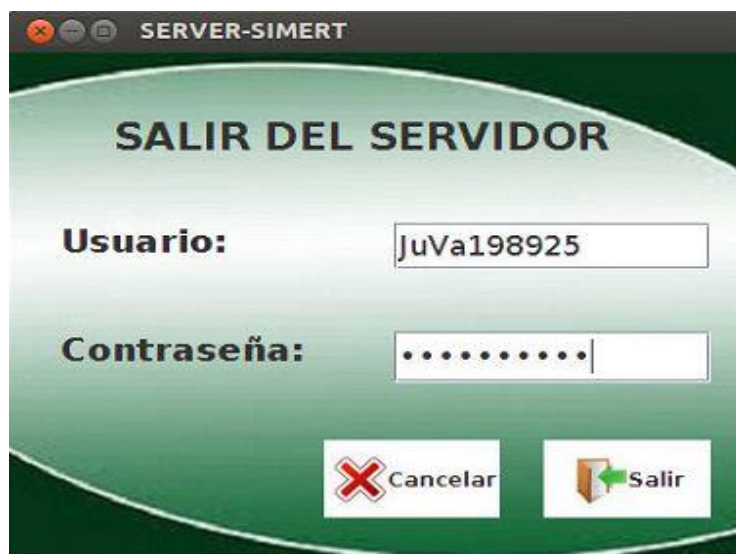 SERVER-SIMERT
SALIR DEL SERVIDOR
Usuario: JuVa198925
Contraseña: ••••••••••
Cancelar Salir